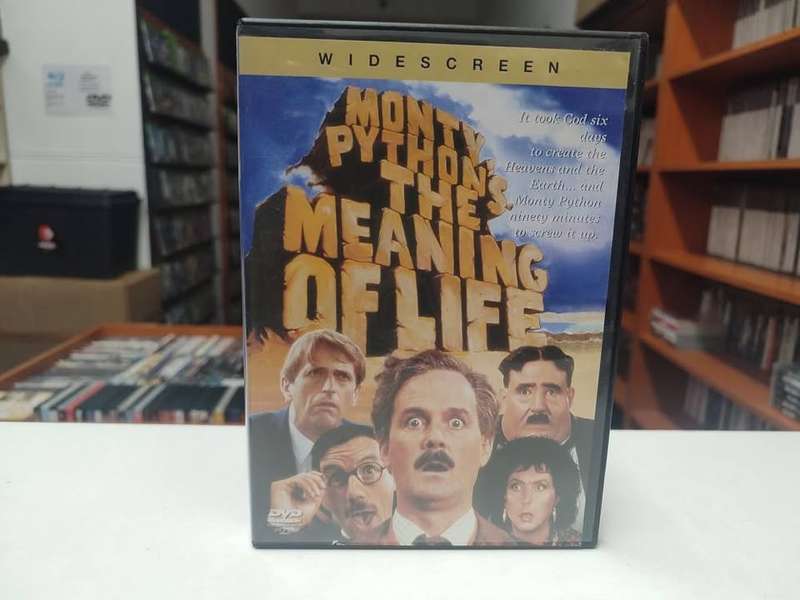 WIDESCREEN
MONTY
PYTHON'S
THE
MEANING
OF LIFE
It took God six
days
to create the
Heavens and the
Earth... and
Monty Python
ninety minutes
to screw it up.
DVD